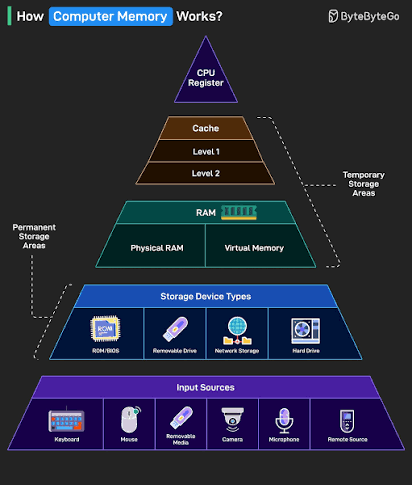 How Computer Memory Works?
ByteByteGo
CPU
Register
Cache
Level 1
Level 2
Temporary
Storage
Areas
RAM
Physical RAM
Virtual Memory
Permanent
Storage
Areas
Storage Device Types
ROM
ROM/BIOS
Removable Drive
Network Storage
Hard Drive
Input Sources
Keyboard
Mouse
Removable
Media
Camera
Microphone
Remote Source